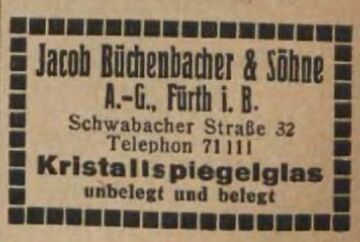 Jacob Büchenbacher & Söhne
A.-G., Fürth i. B.
Schwabacher Straße 32
Telephon 71111
Kristallspiegelglas
unbelegt und belegt